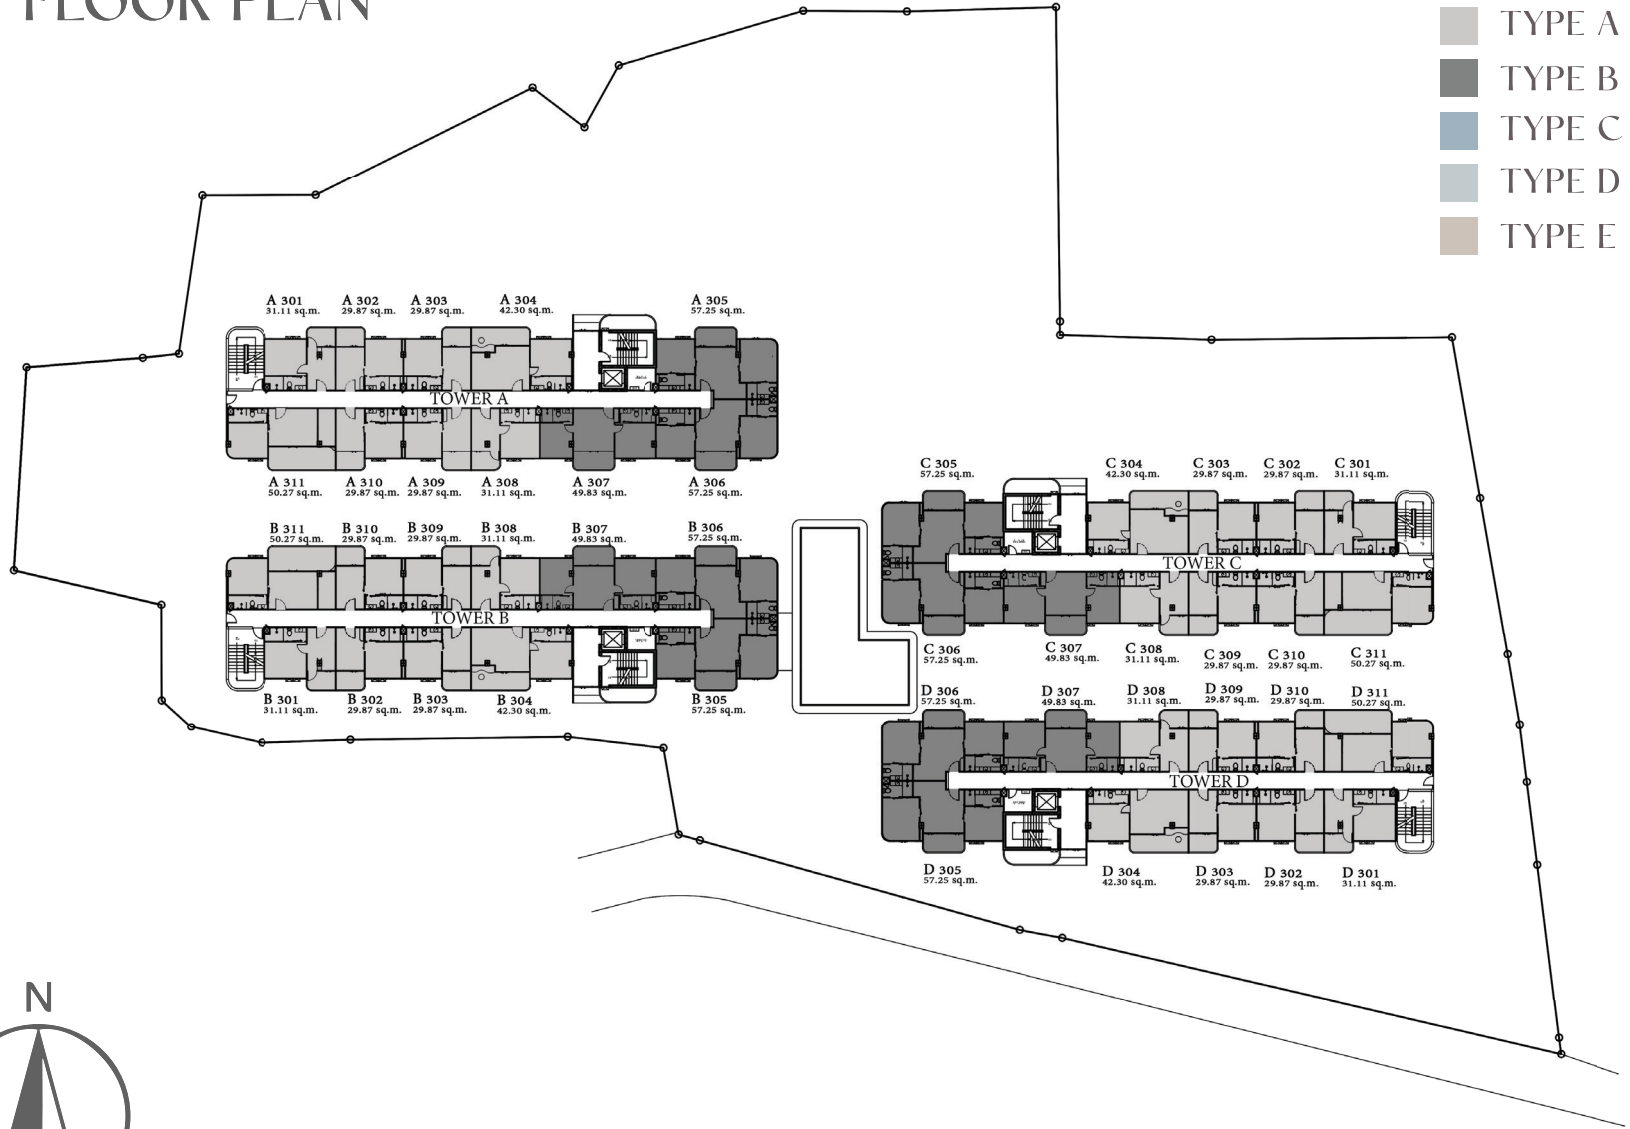 FLOOR PLAN
TYPE A
TYPE B
TYPE C
TYPE D
TYPE E
A 301
31.11 sq.m.
A 302
29.87 sq.m.
A 303
29.87 sq.m.
A 304
42.30 sq.m.
A 305
57.25 sq.m.
TOWER A
A 311
50.27 sq.m.
A 310
29.87 sq.m.
A 309
29.87 sq.m.
A 308
31.11 sq.m.
A 307
49.83 sq.m.
A 306
57.25 sq.m.
B 311
50.27 sq.m.
B 310
29.87 sq.m.
B 309
29.87 sq.m.
B 308
31.11 sq.m.
B 307
49.83 sq.m.
B 306
57.25 sq.m.
TOWER B
B 301
31.11 sq.m.
B 302
29.87 sq.m.
B 303
29.87 sq.m.
B 304
42.30 sq.m.
B 305
57.25 sq.m.
C 305
57.25 sq.m.
C 304
42.30 sq.m.
C 303
29.87 sq.m.
C 302
29.87 sq.m.
C 301
31.11 sq.m.
TOWER C
C 306
57.25 sq.m.
C 307
49.83 sq.m.
C 308
31.11 sq.m.
C 309
29.87 sq.m.
C 310
29.87 sq.m.
C 311
50.27 sq.m.
D 306
57.25 sq.m.
D 307
49.83 sq.m.
D 308
31.11 sq.m.
D 309
29.87 sq.m.
D 310
29.87 sq.m.
D 311
50.27 sq.m.
TOWER D
D 305
57.25 sq.m.
D 304
42.30 sq.m.
D 303
29.87 sq.m.
D 302
29.87 sq.m.
D 301
31.11 sq.m.
N